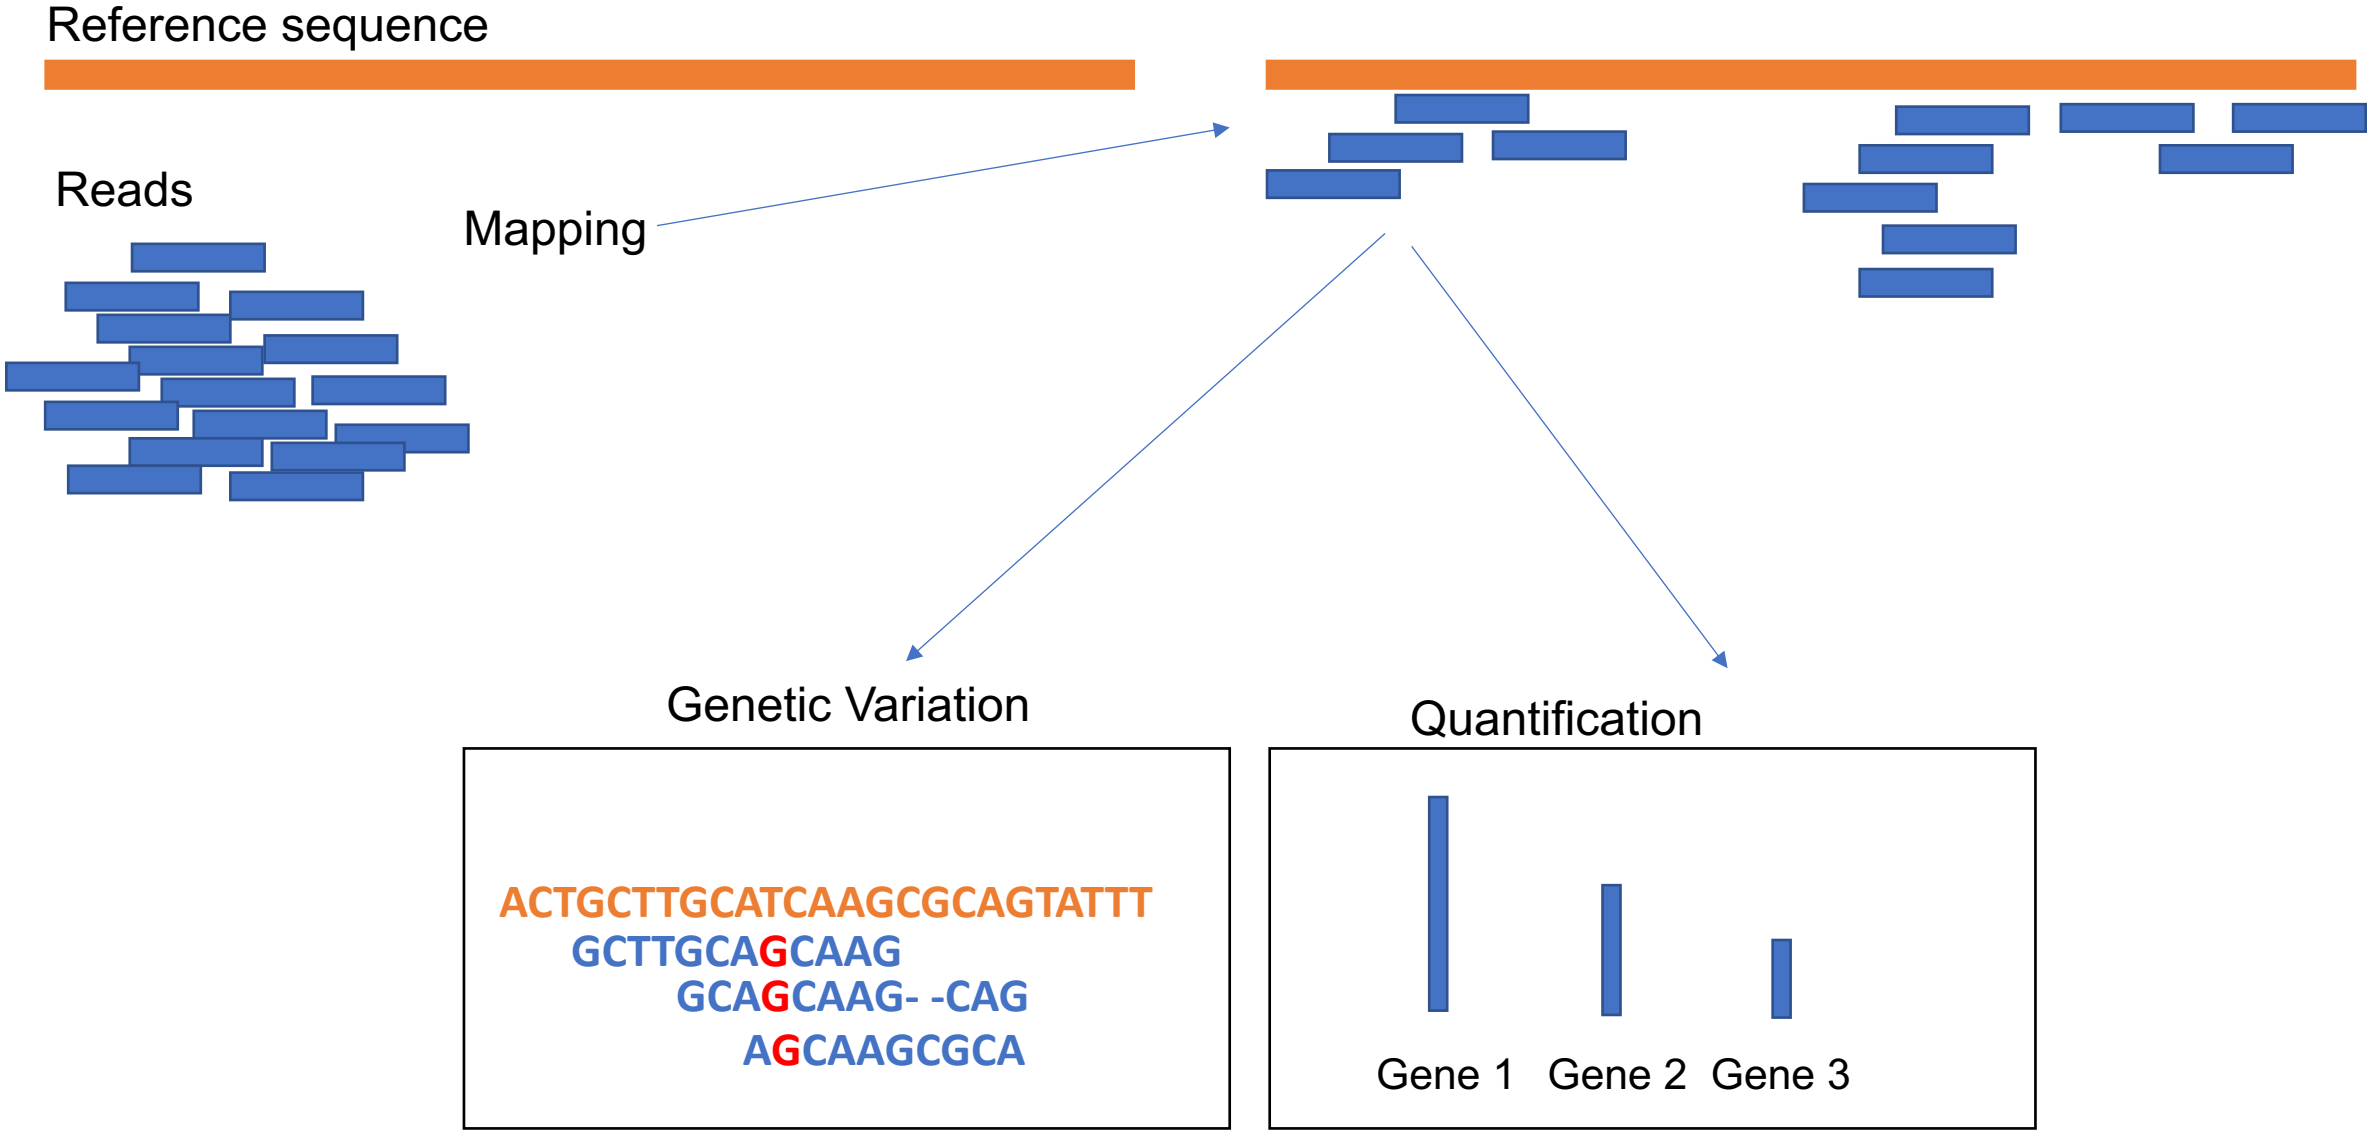 Reference sequence
Reads
Mapping
Genetic Variation
ACTGCTTGCATCAAGCGCAGTATTT
GCTTGCAGCAAG
GCAGCAAG- -CAG
AGCAAGCGCA
Quantification
Gene 1 Gene 2 Gene 3